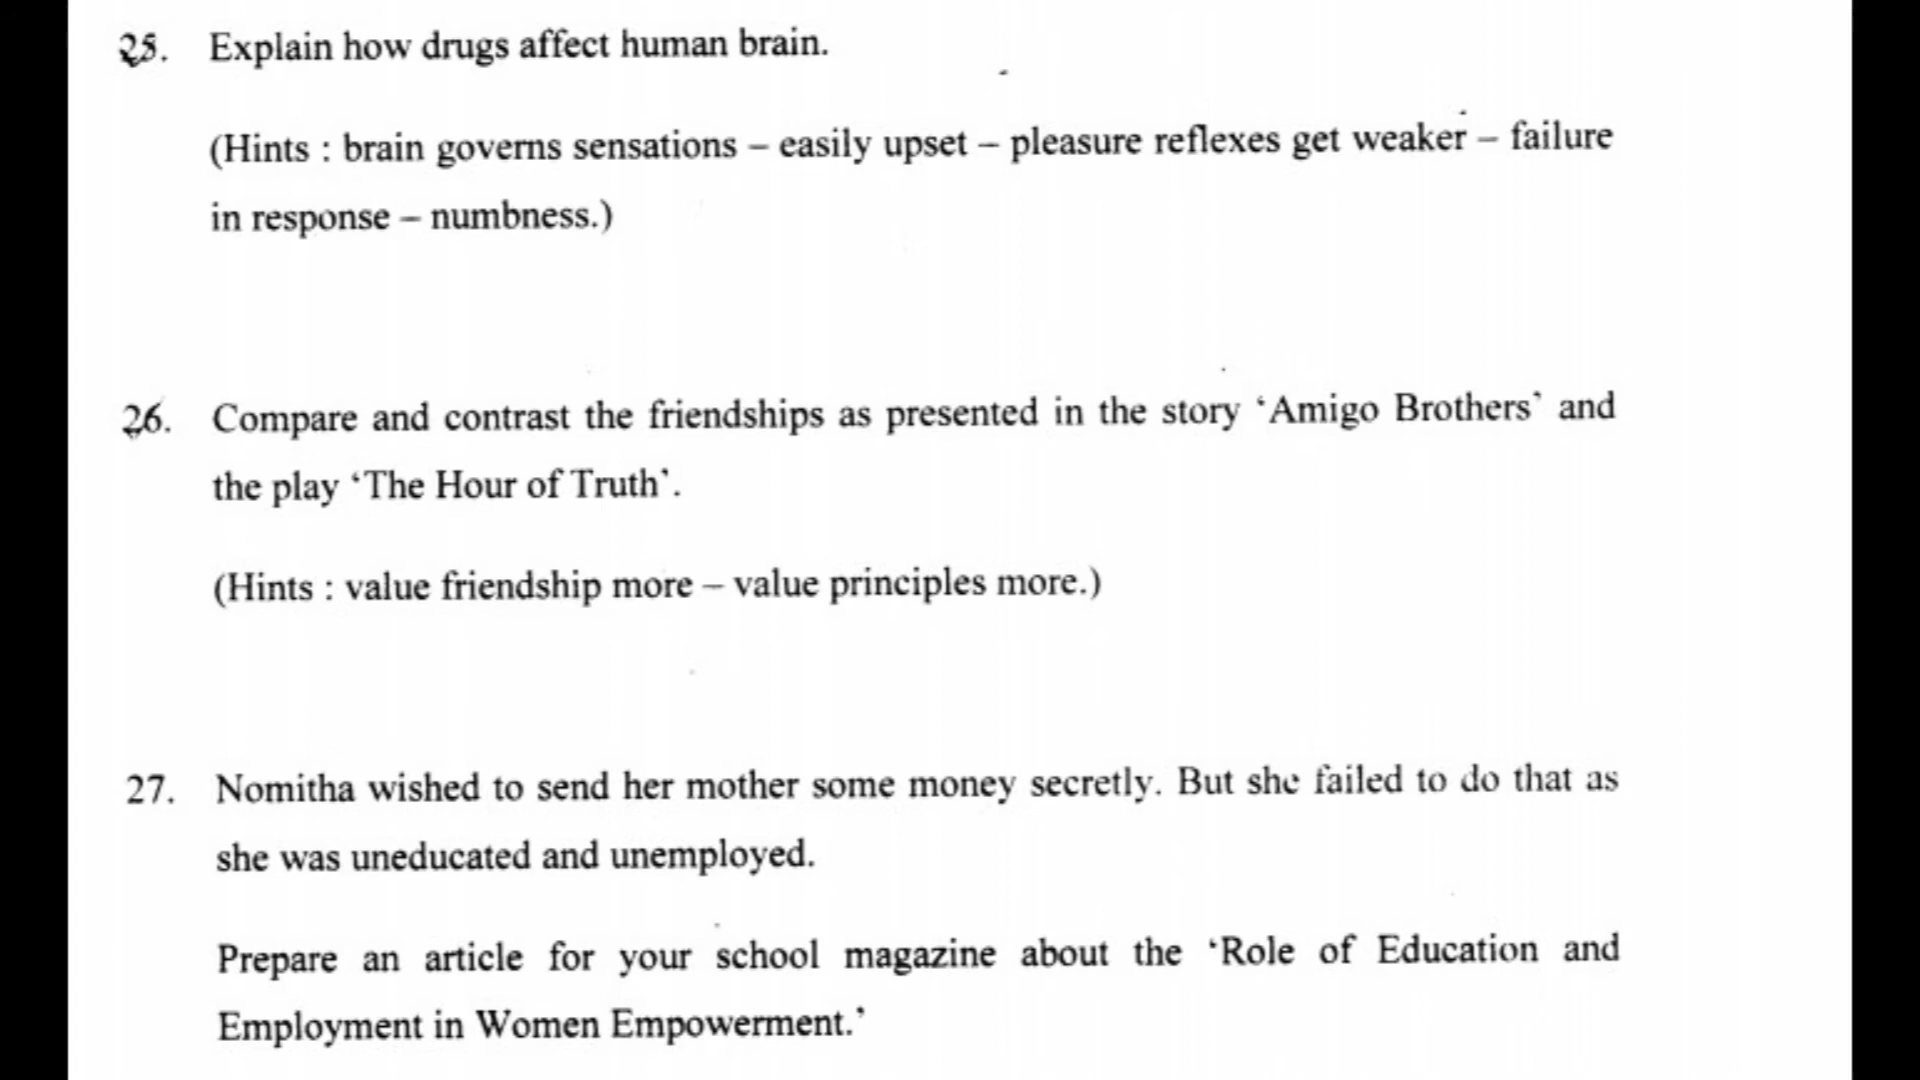 25. Explain how drugs affect human brain.
(Hints : brain governs sensations – easily upset – pleasure reflexes get weaker – failure
in response – numbness.)
26. Compare and contrast the friendships as presented in the story ‘Amigo Brothers’ and
the play ‘The Hour of Truth’.
(Hints : value friendship more – value principles more.)
27. Nomitha wished to send her mother some money secretly. But she failed to do that as
she was uneducated and unemployed.
Prepare an article for your school magazine about the ‘Role of Education and
Employment in Women Empowerment.’